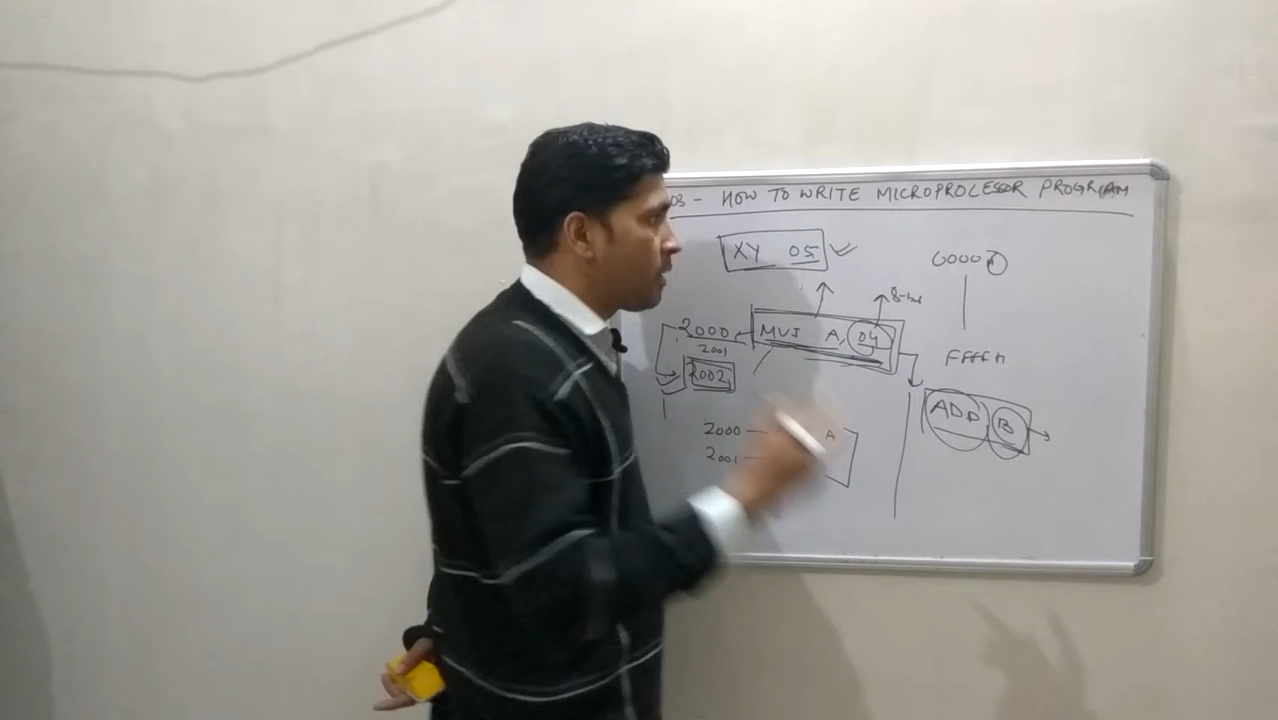 03 - HOW TO WRITE MICROPROCESSOR PROGRAM
XY 05
0000H
8-bit
2000 MVI A, 04
2001
2002
FFFFH
ADD B
2000 — A
2001 —